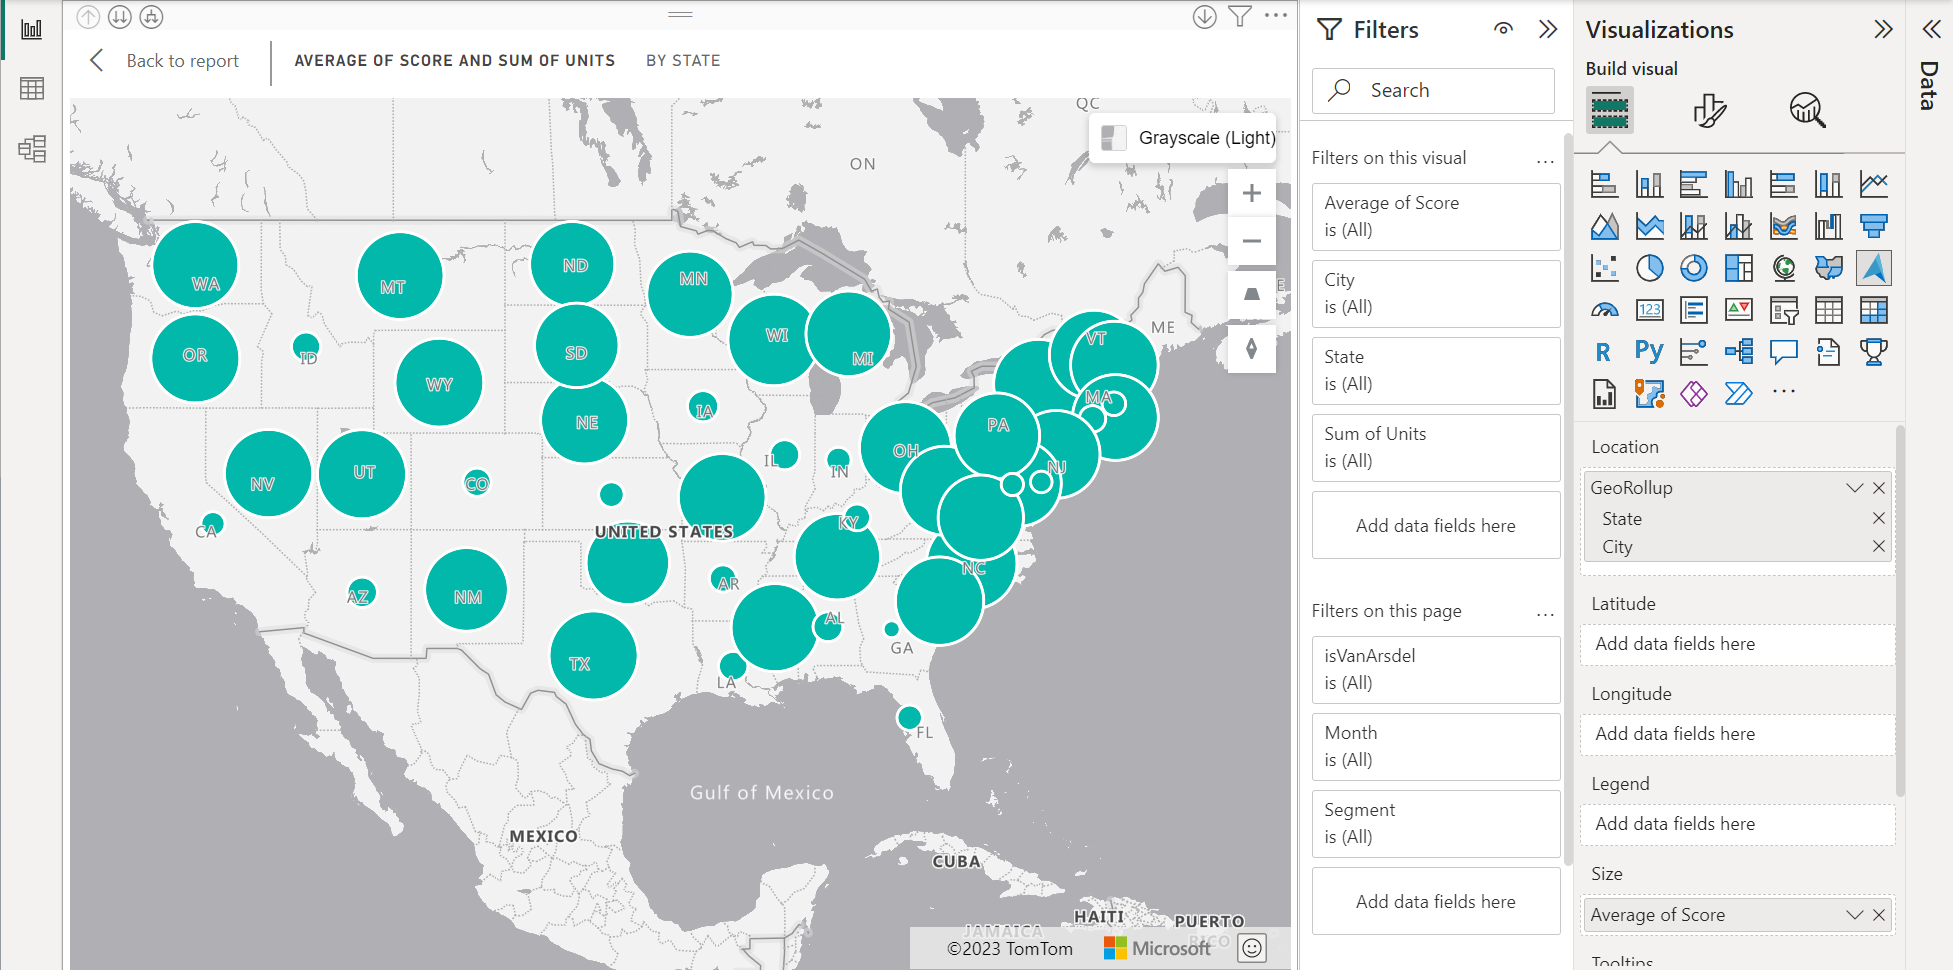 Back to report
AVERAGE OF SCORE AND SUM OF UNITS
BY STATE
QC
Grayscale (Light)
ON
WA
MT
ND
MN
E
OR
ID
WY
SD
WI
MI
VT
ME
IA
NE
MA
PA
NV
UT
CO
IL
IN
OH
NJ
CA
UNITED STATES
KY
AZ
NM
AR
NC
TX
AL
LA
GA
FL
Gulf of Mexico
MEXICO
CUBA
HAITI
PUERTO
RICO
JAMAICA
©2023 TomTom
Microsoft
Filters
Search
Filters on this visual
...
Average of Score
is (All)
City
is (All)
State
is (All)
Sum of Units
is (All)
Add data fields here
Filters on this page
...
isVanArsdel
is (All)
Month
is (All)
Segment
is (All)
Add data fields here
Visualizations
Build visual
123
R
Py
...
Location
GeoRollup
State
City
Latitude
Add data fields here
Longitude
Add data fields here
Legend
Add data fields here
Size
Average of Score
Tooltips
Data